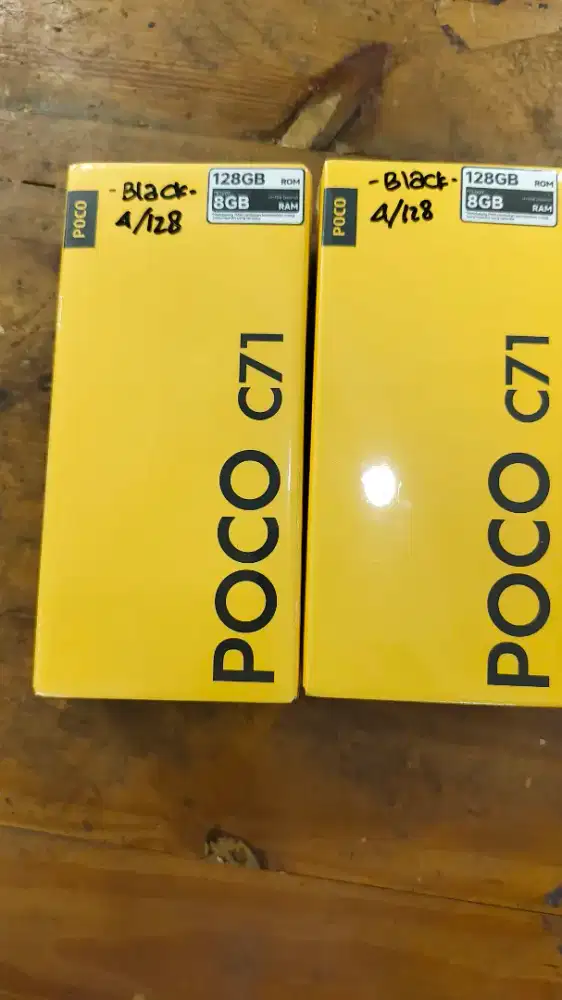 POCO
- Black -
4/128
128GB ROM
8GB RAM
POCO C71
POCO
- Black -
4/128
128GB ROM
8GB RAM
POCO C71